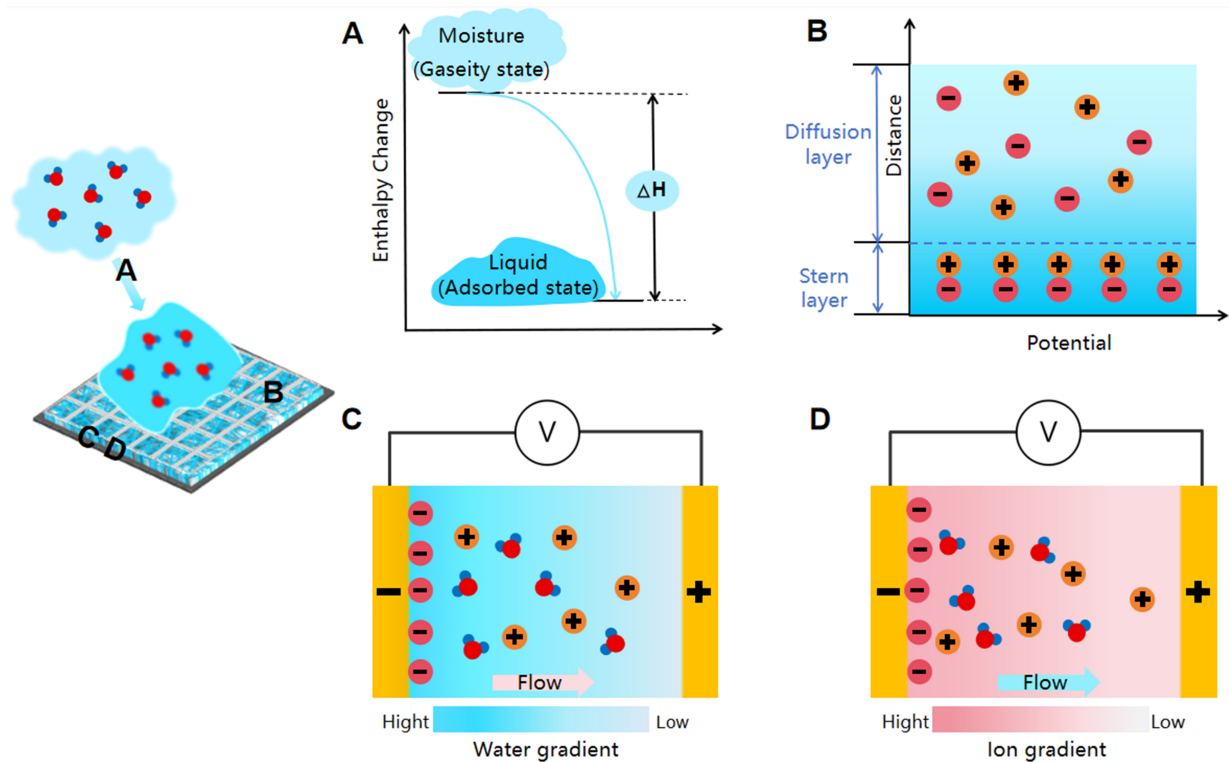 A
B
C D
A
Moisture
(Gaseity state)
Enthalpy Change
△H
Liquid
(Adsorbed state)
B
Diffusion
layer
Distance
Stern
layer
Potential
C
V
Flow
Hight
Low
Water gradient
D
V
Flow
Hight
Low
Ion gradient